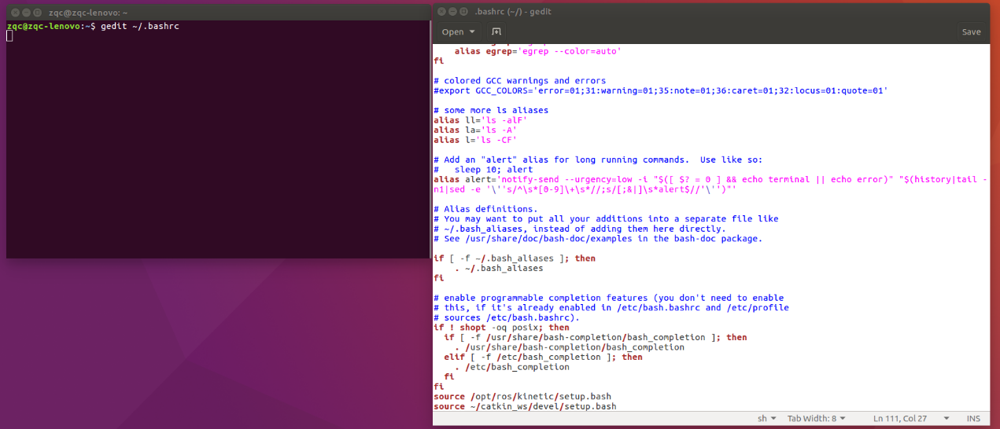 zqc@zqc-lenovo: ~
zqc@zqc-lenovo:~$ gedit ~/.bashrc
.bashrc (~/) - gedit
Open
Save
    alias egrep='egrep --color=auto'
fi
# colored GCC warnings and errors
#export GCC_COLORS='error=01;31:warning=01;35:note=01;36:caret=01;32:locus=01:quote=01'
# some more ls aliases
alias ll='ls -alF'
alias la='ls -A'
alias l='ls -CF'
# Add an "alert" alias for long running commands.  Use like so:
#   sleep 10; alert
alias alert='notify-send --urgency=low -i "$([ $? = 0 ] && echo terminal || echo error)" "$(history|tail -
n1|sed -e '\''s/^\s*[0-9]\+\s*//;s/[;&|]\s*alert$//'\'')"'
# Alias definitions.
# You may want to put all your additions into a separate file like
# ~/.bash_aliases, instead of adding them here directly.
# See /usr/share/doc/bash-doc/examples in the bash-doc package.
if [ -f ~/.bash_aliases ]; then
    . ~/.bash_aliases
fi
# enable programmable completion features (you don't need to enable
# this, if it's already enabled in /etc/bash.bashrc and /etc/profile
# sources /etc/bash.bashrc).
if ! shopt -oq posix; then
  if [ -f /usr/share/bash-completion/bash_completion ]; then
    . /usr/share/bash-completion/bash_completion
  elif [ -f /etc/bash_completion ]; then
    . /etc/bash_completion
  fi
fi
source /opt/ros/kinetic/setup.bash
source ~/catkin_ws/devel/setup.bash
sh
Tab Width: 8
Ln 111, Col 27
INS